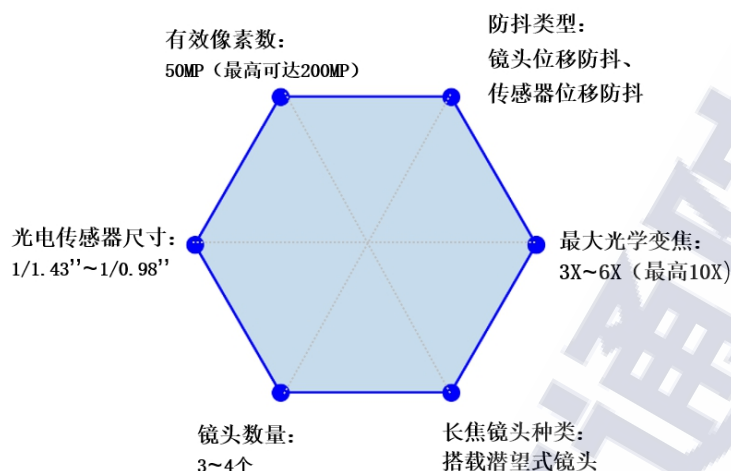 有效像素数：
50MP（最高可达200MP）
防抖类型：
镜头位移防抖、
传感器位移防抖
光电传感器尺寸：
1/1.43''~1/0.98''
最大光学变焦：
3X~6X（最高10X)
镜头数量：
3~4个
长焦镜头种类：
搭载潜望式镜头